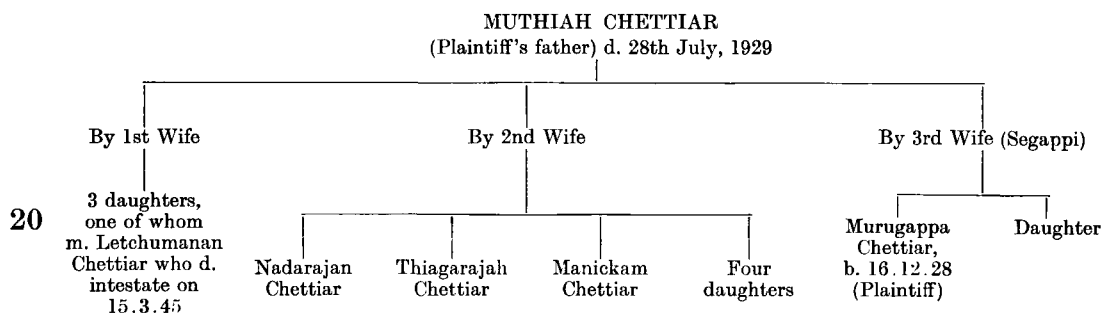 MUTHIAH CHETTIAR
(Plaintiff's father) d. 28th July, 1929
By 1st Wife
By 2nd Wife
By 3rd Wife (Segappi)
20
3 daughters,
one of whom
m. Letchumanan
Chettiar who d.
intestate on
15.3.45
Nadarajan
Chettiar
Thiagarajah
Chettiar
Manickam
Chettiar
Four
daughters
Murugappa
Chettiar,
b. 16.12.28
(Plaintiff)
Daughter